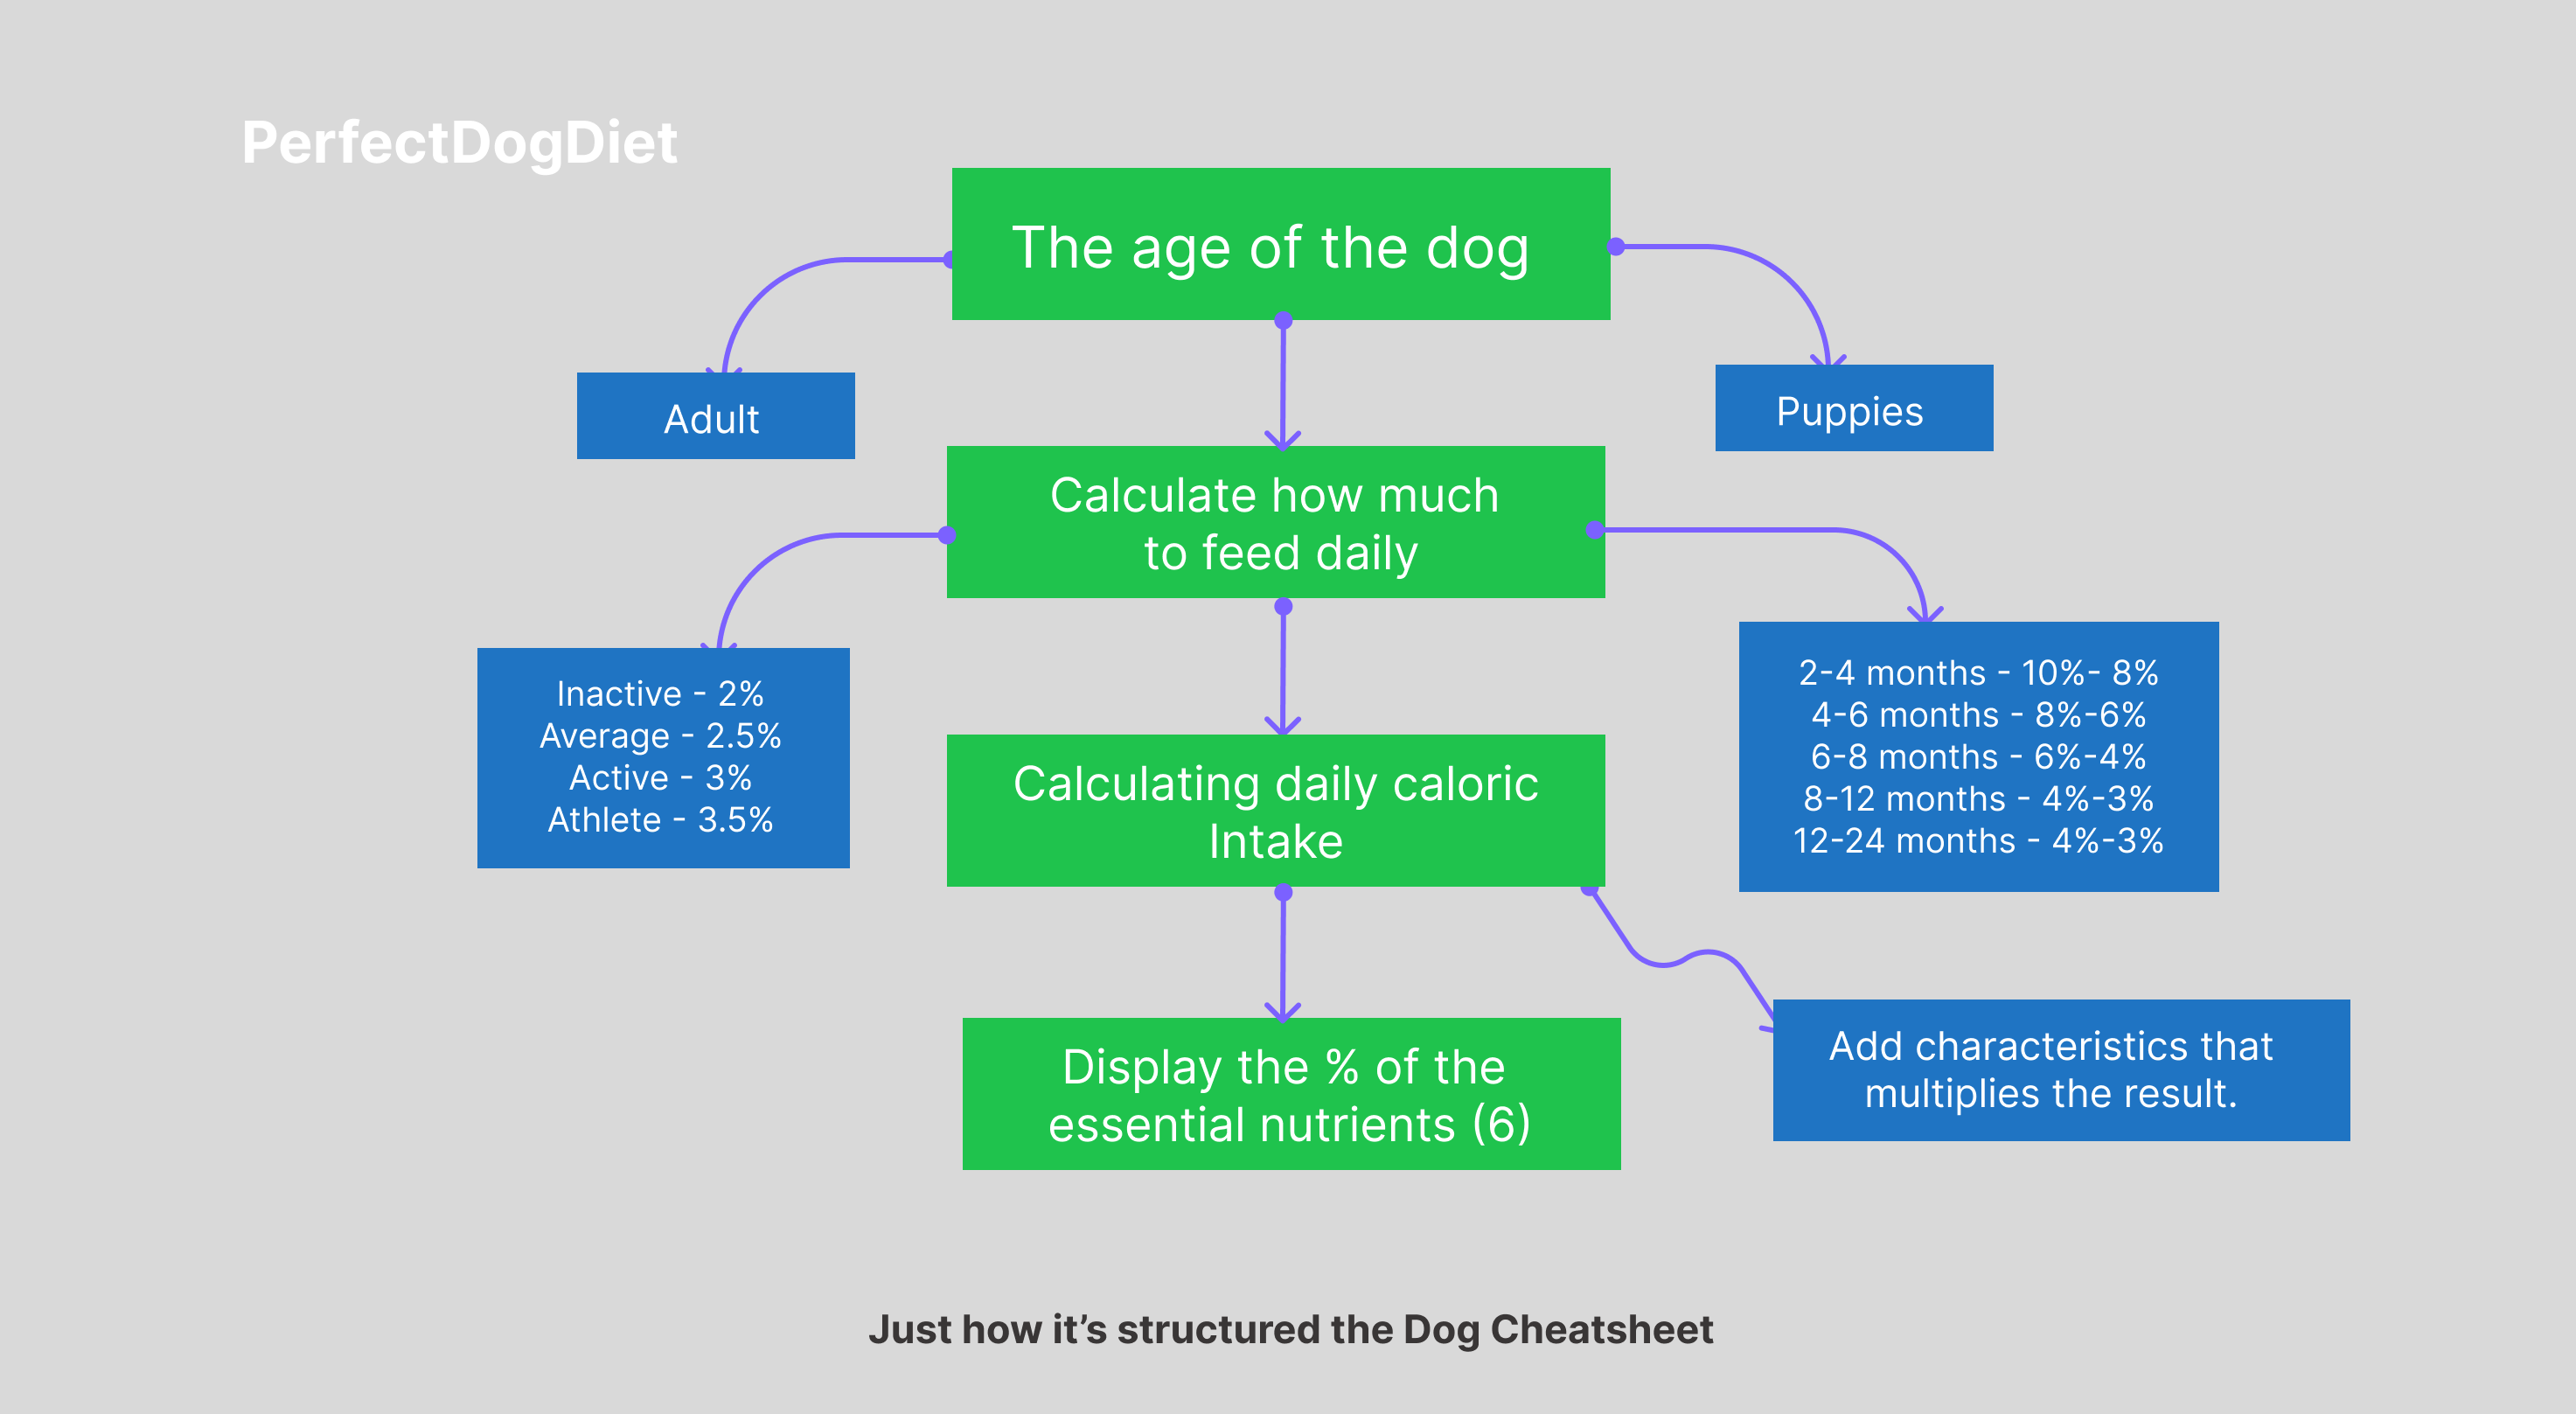 PerfectDogDiet
The age of the dog
Adult
Puppies
Calculate how much
to feed daily
Inactive - 2%
Average - 2.5%
Active - 3%
Athlete - 3.5%
2-4 months - 10%- 8%
4-6 months - 8%-6%
6-8 months - 6%-4%
8-12 months - 4%-3%
12-24 months - 4%-3%
Calculating daily caloric
Intake
Add characteristics that
multiplies the result.
Display the % of the
essential nutrients (6)
Just how it’s structured the Dog Cheatsheet